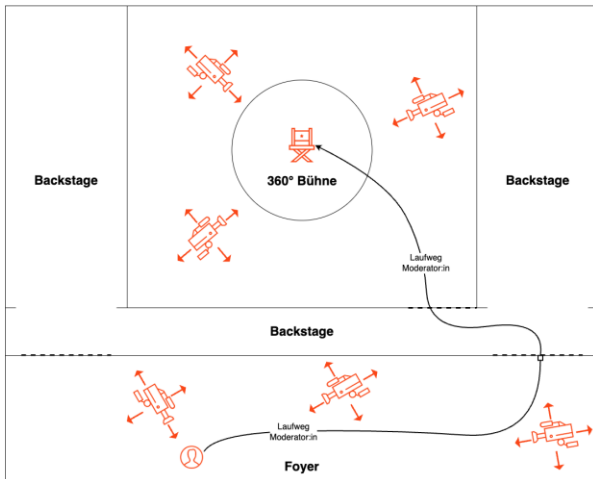 Backstage
Backstage
360° Bühne
Laufweg
Moderator:in
Backstage
Laufweg
Moderator:in
Foyer